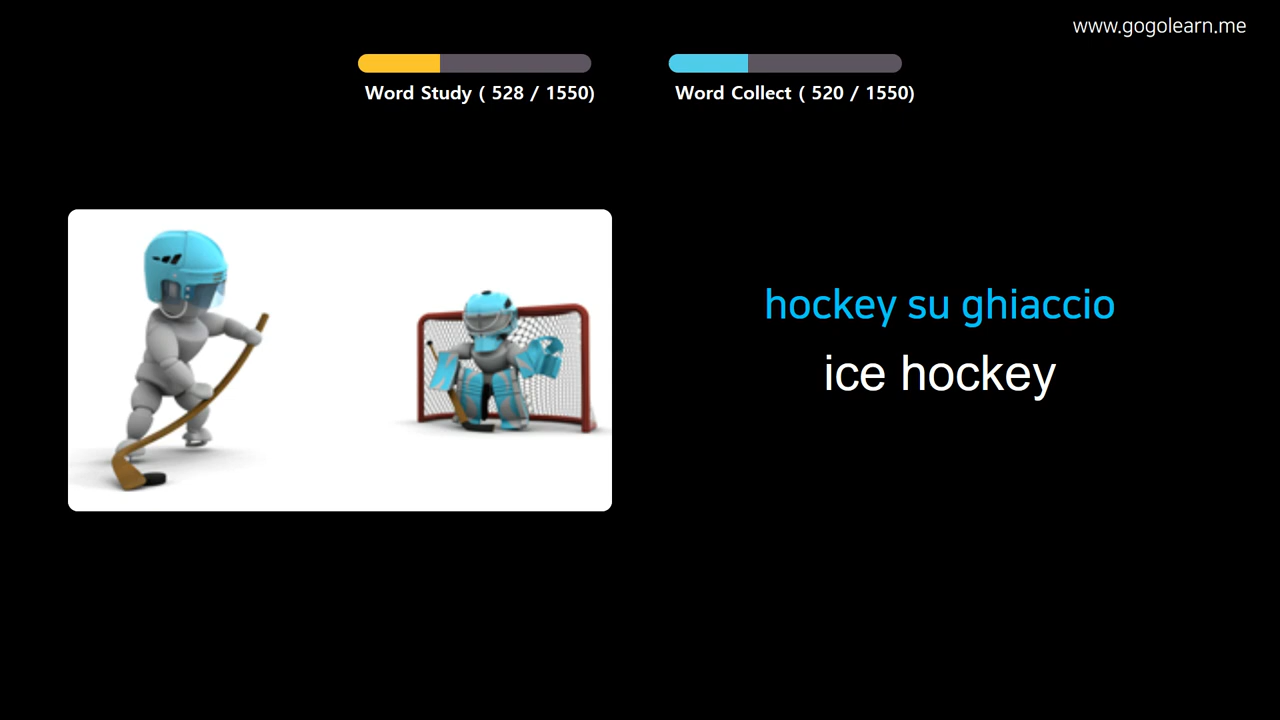 www.gogolearn.me
Word Study ( 528 / 1550)
Word Collect ( 520 / 1550)
hockey su ghiaccio
ice hockey